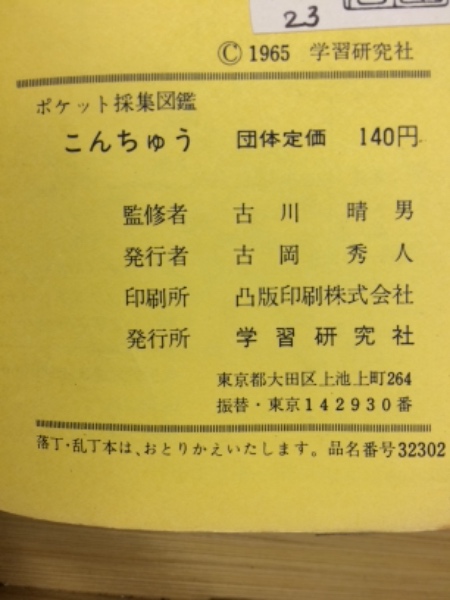 23
© 1965 学習研究社
ポケット採集図鑑
こんちゅう 団体定価 140円
監修者 古川晴男
発行者 古岡秀人
印刷所 凸版印刷株式会社
発行所 学習研究社
東京都大田区上池上町264
振替・東京142930番
落丁・乱丁本は、おとりかえいたします。品名番号32302